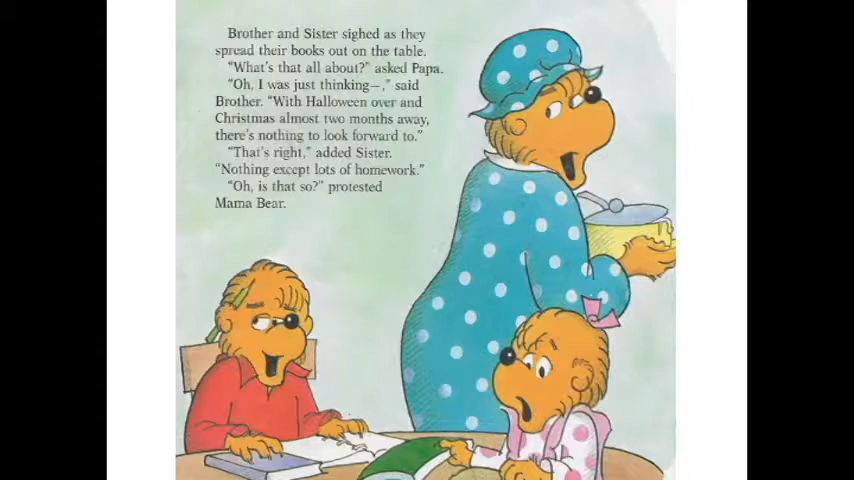 Brother and Sister sighed as they
spread their books out on the table.
"What's that all about?" asked Papa.
"Oh, I was just thinking—," said
Brother. "With Halloween over and
Christmas almost two months away,
there's nothing to look forward to."
"That's right," added Sister.
"Nothing except lots of homework."
"Oh, is that so?" protested
Mama Bear.